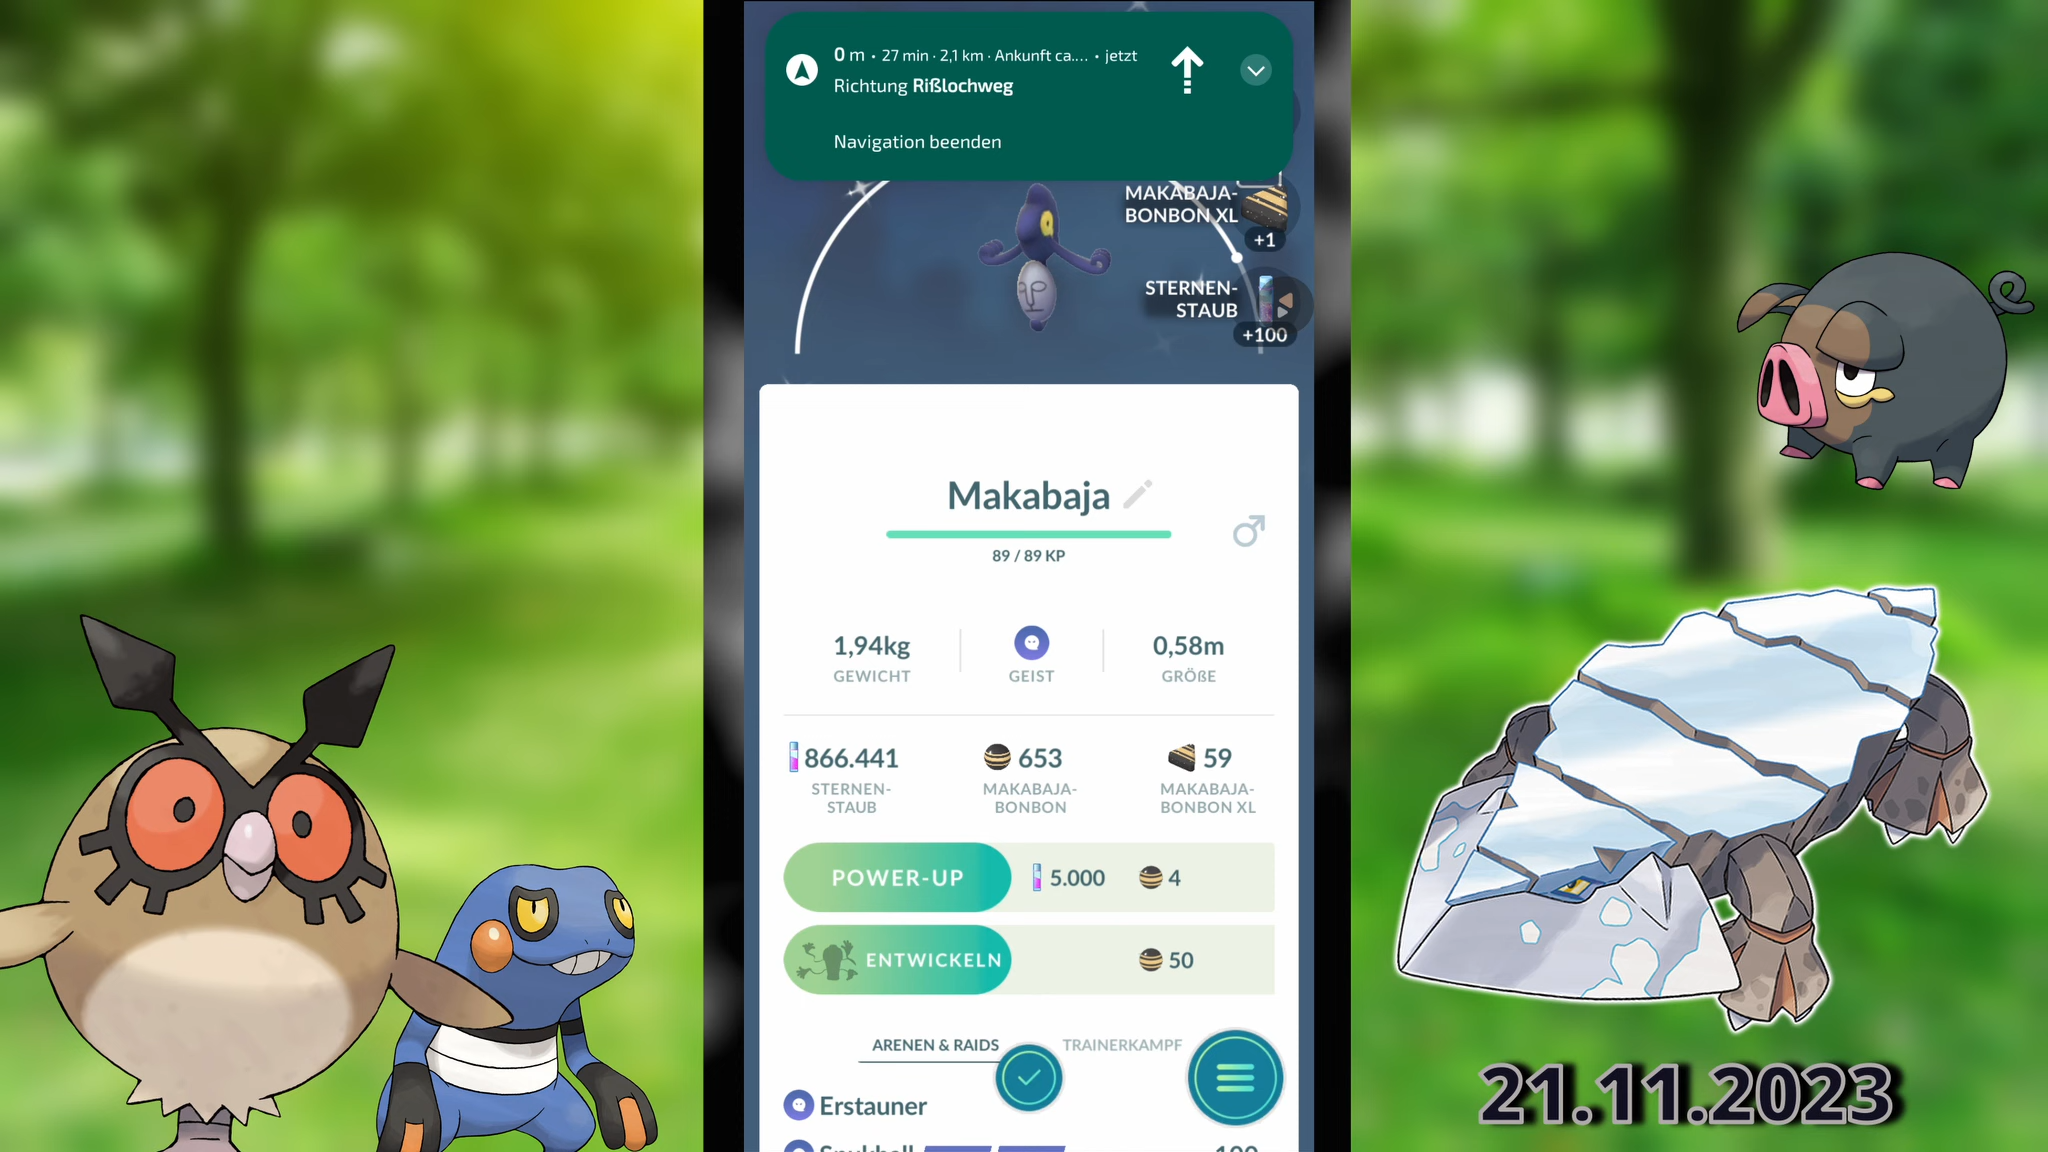 0 m • 27 min · 2,1 km · Ankunft ca.… • jetzt
Richtung Rißlochweg
Navigation beenden
MAKABAJA-
BONBON XL
+1
STERNEN-
STAUB
+100
Makabaja
89 / 89 KP
1,94kg
GEWICHT
GEIST
0,58m
GRÖßE
866.441
STERNEN-
STAUB
653
MAKABAJA-
BONBON
59
MAKABAJA-
BONBON XL
POWER-UP
5.000
4
ENTWICKELN
50
ARENEN & RAIDS
TRAINERKAMPF
Erstauner
Spukball
100
21.11.2023